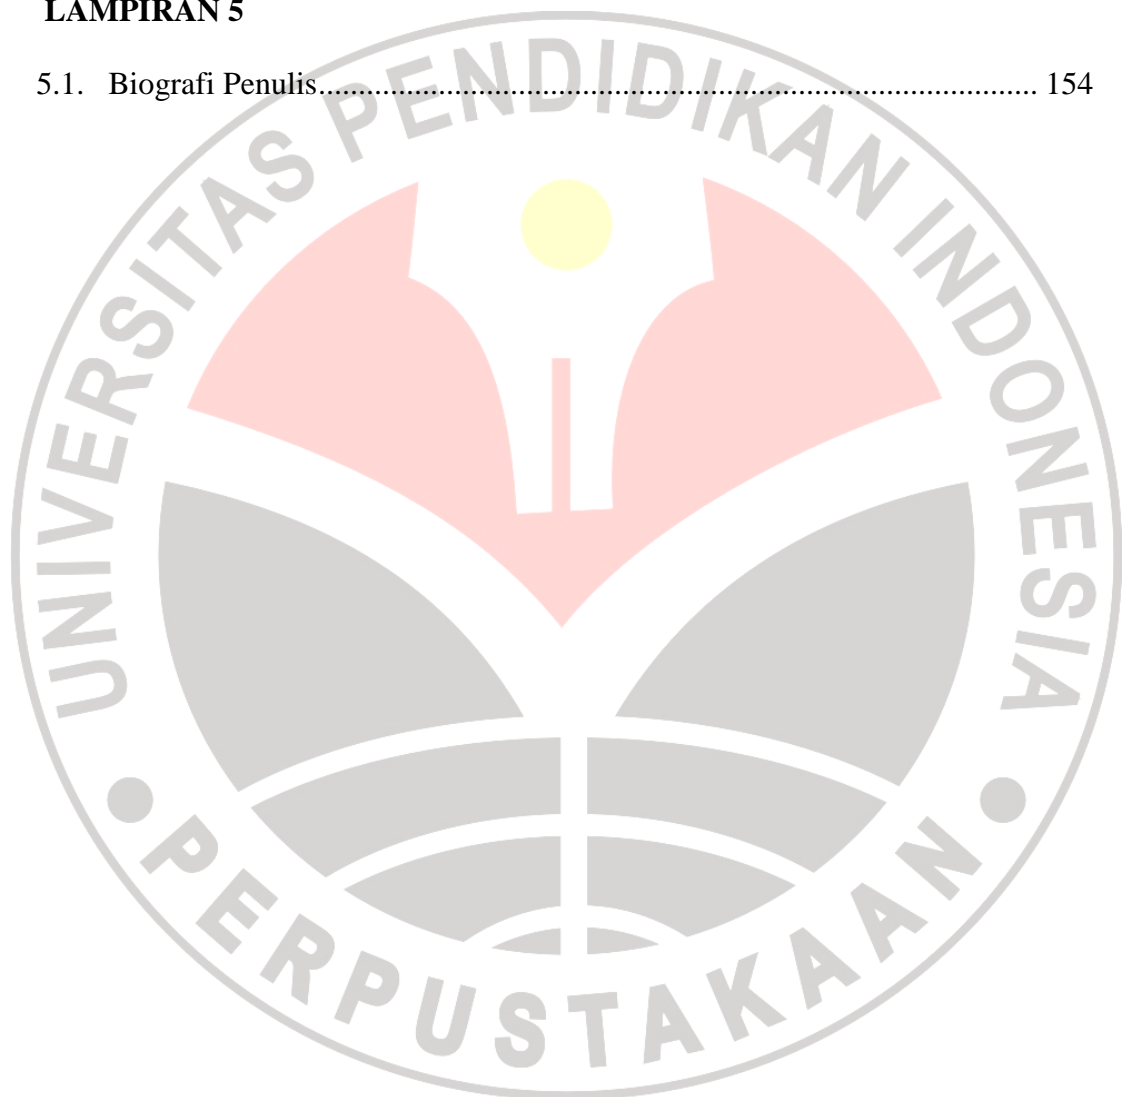 LAMPIRAN 5
5.1. Biografi Penulis........................................................................................... 154
UNIVERSITAS PENDIDIKAN INDONESIA
PERPUSTAKAAN